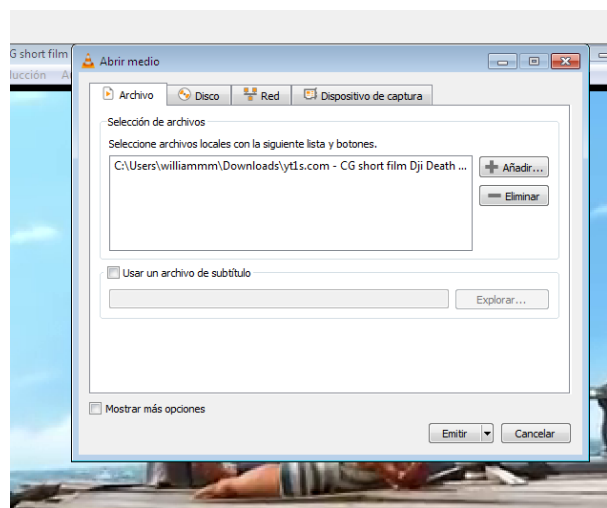 G short film
Abrir medio
lucción
Archivo
Disco
Red
Dispositivo de captura
Selección de archivos
Seleccione archivos locales con la siguiente lista y botones.
C:\Users\williammm\Downloads\yt1s.com - CG short film Dji Death ...
Añadir...
Eliminar
Usar un archivo de subtítulo
Explorar...
Mostrar más opciones
Emitir
Cancelar